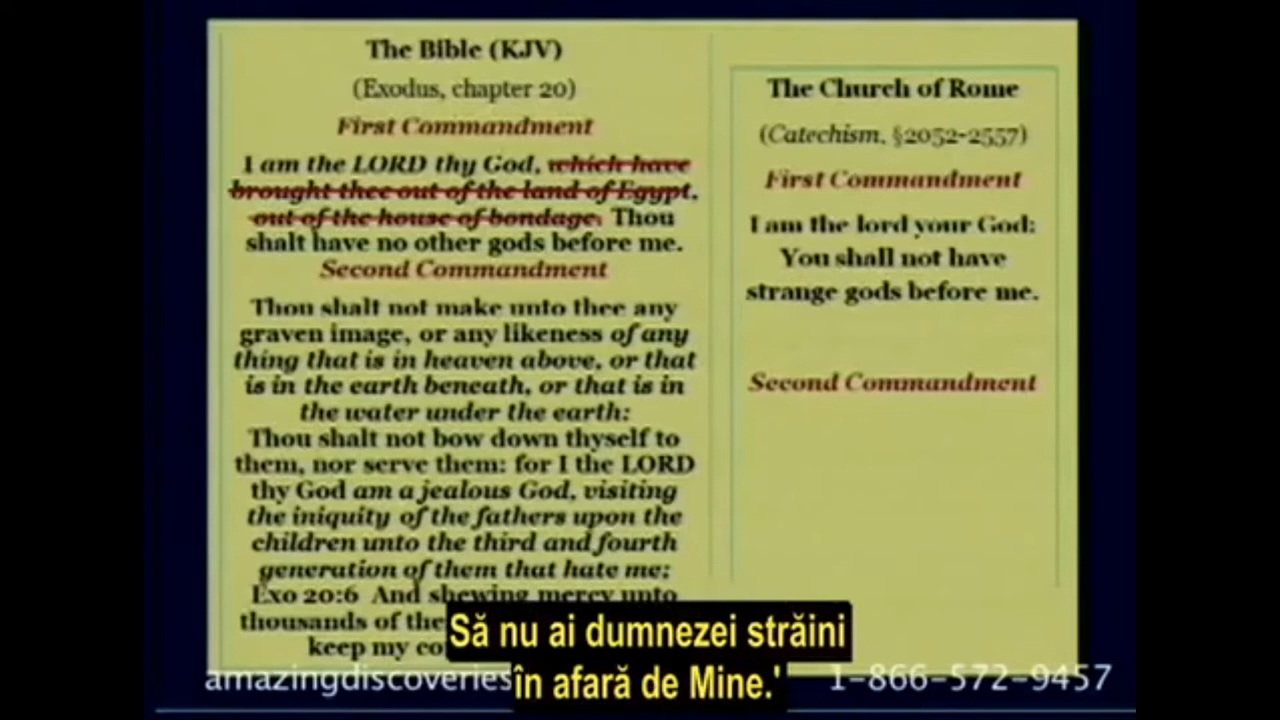 The Bible (KJV)
(Exodus, chapter 20)
First Commandment
I am the LORD thy God, which have
brought thee out of the land of Egypt,
out of the house of bondage. Thou
shalt have no other gods before me.
Second Commandment
Thou shalt not make unto thee any
graven image, or any likeness of any
thing that is in heaven above, or that
is in the earth beneath, or that is in
the water under the earth:
Thou shalt not bow down thyself to
them, nor serve them: for I the LORD
thy God am a jealous God, visiting
the iniquity of the fathers upon the
children unto the third and fourth
generation of them that hate me;
Exo 20:6 And shewing mercy unto
thousands of
keep my
The Church of Rome
(Catechism, §2052-2557)
First Commandment
I am the lord your God:
You shall not have
strange gods before me.
Second Commandment
Să nu ai dumnezei străini
în afară de Mine.'
amazingdiscoveries
1-866-572-9457